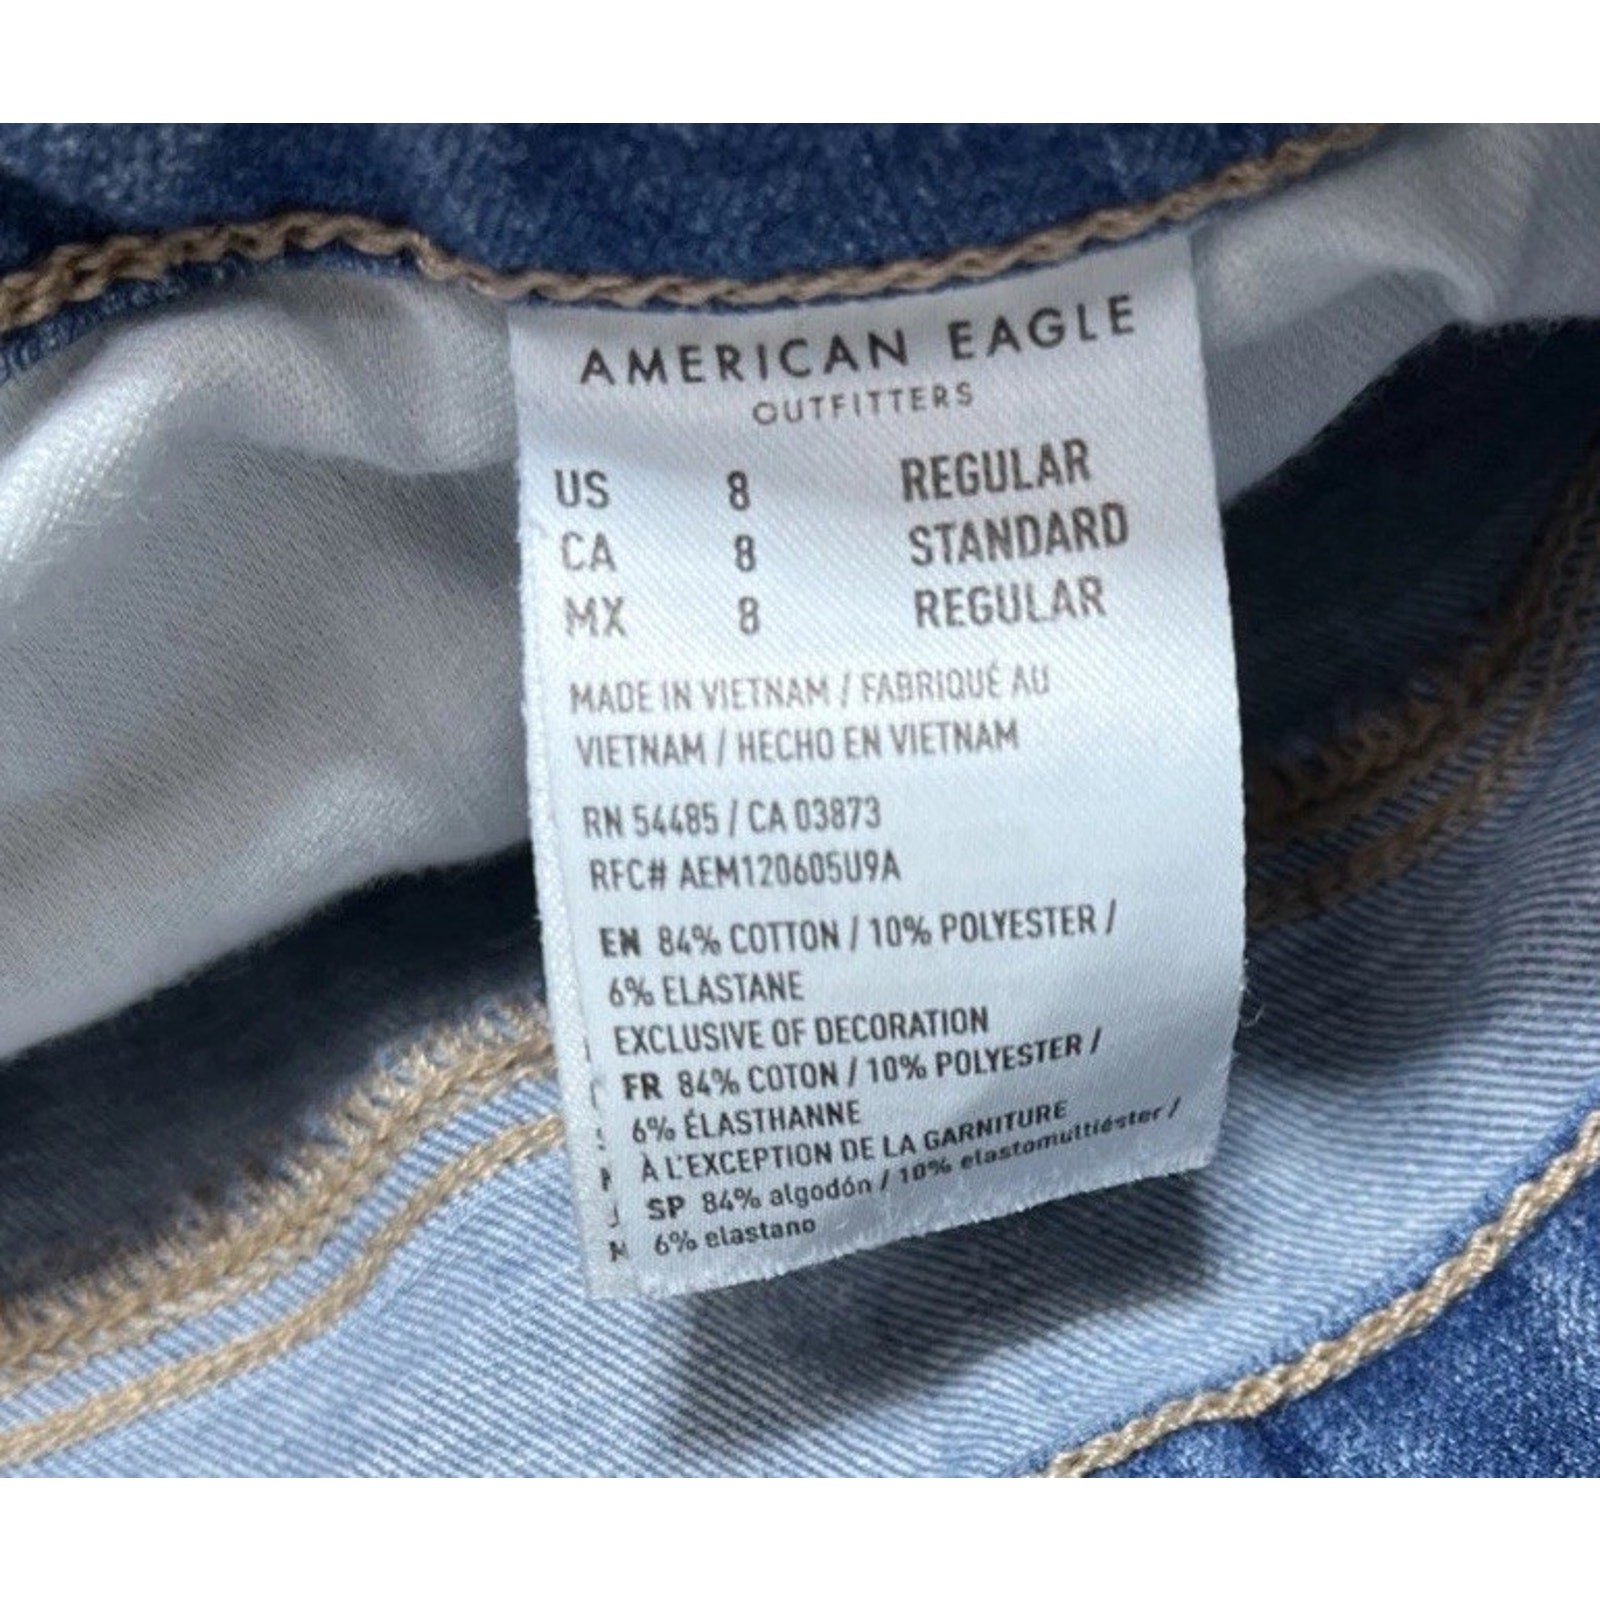 AMERICAN EAGLE
OUTFITTERS
US 8 REGULAR
CA 8 STANDARD
MX 8 REGULAR
MADE IN VIETNAM / FABRIQUÉ AU
VIETNAM / HECHO EN VIETNAM
RN 54485 / CA 03873
RFC# AEM120605U9A
EN 84% COTTON / 10% POLYESTER /
6% ELASTANE
EXCLUSIVE OF DECORATION
FR 84% COTON / 10% POLYESTER /
6% ÉLASTHANNE
À L'EXCEPTION DE LA GARNITURE
SP 84% algodón / 10% elastomultiéster /
6% elastano